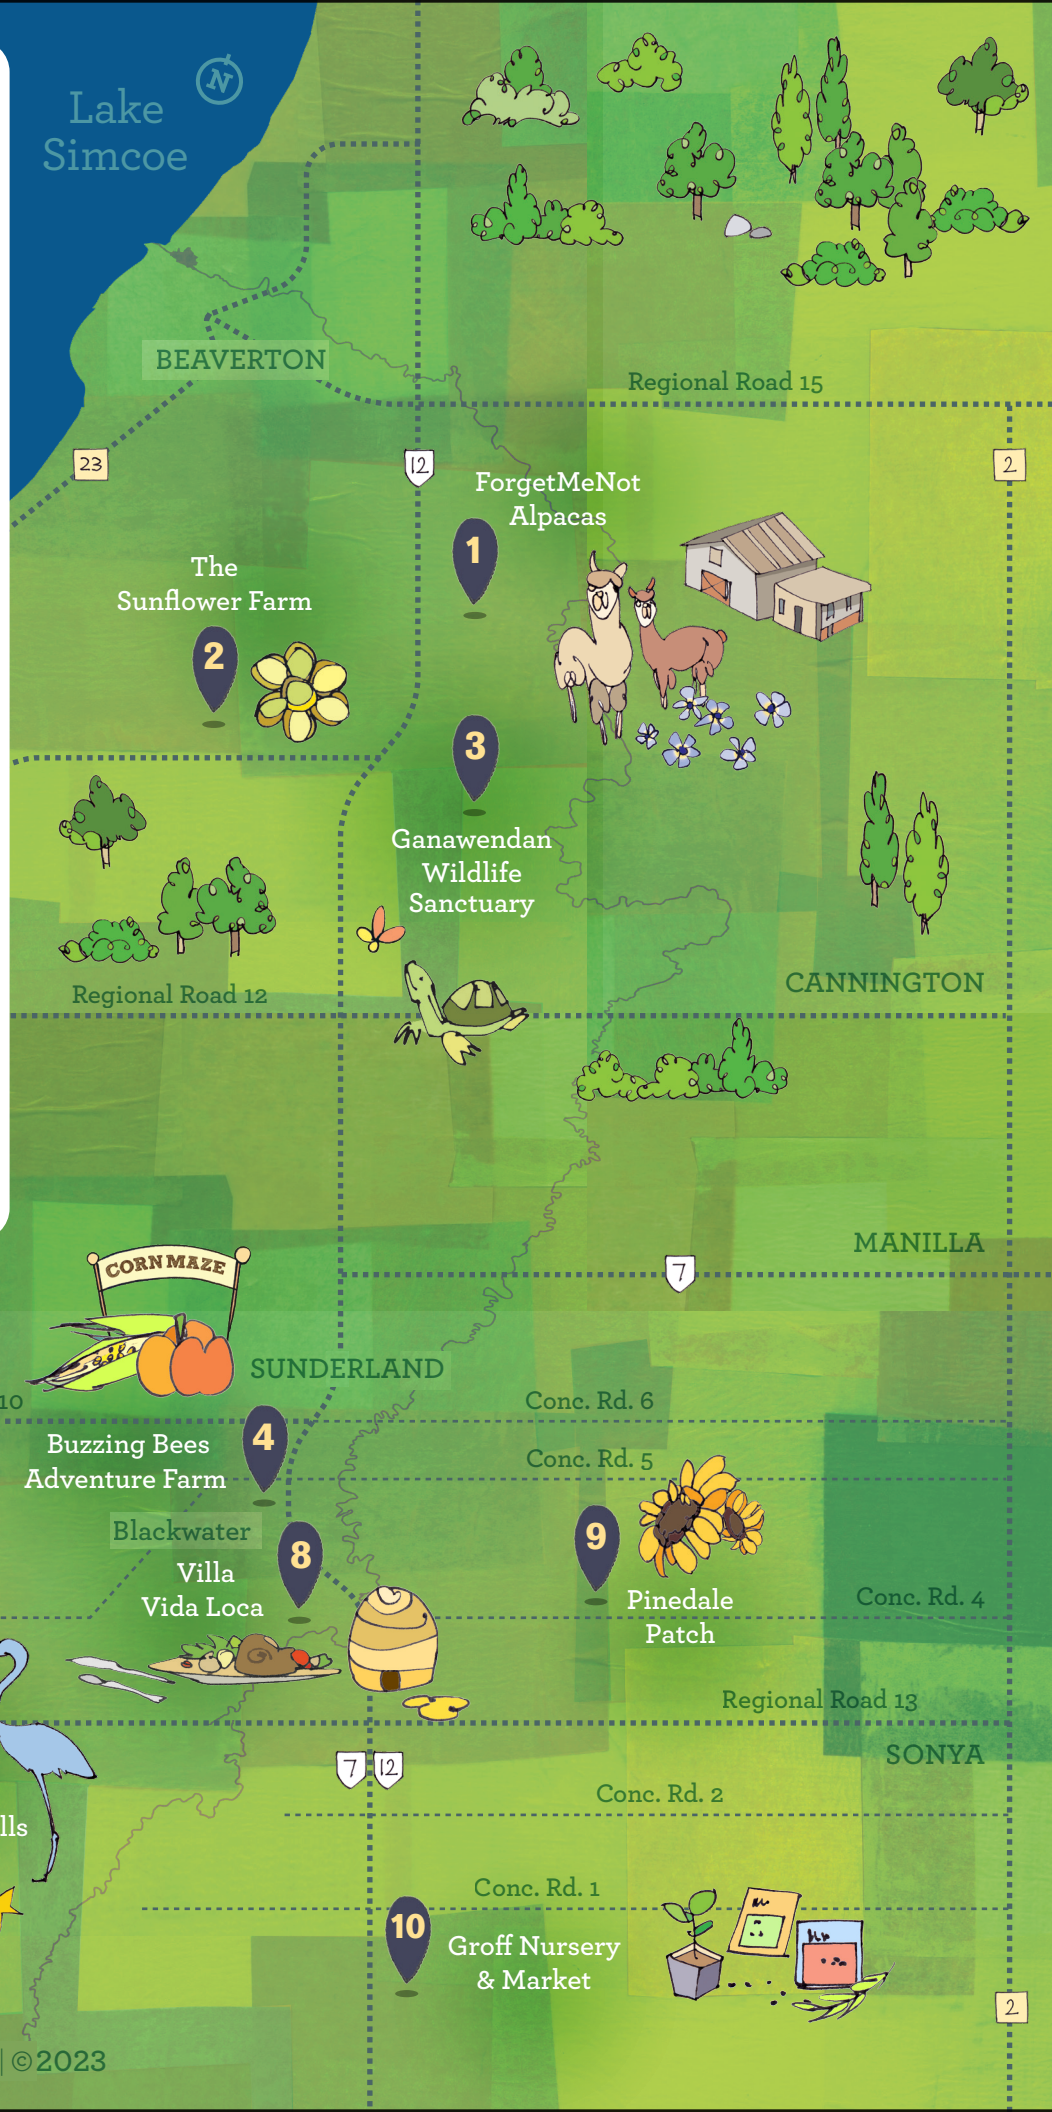 N
Lake
Simcoe
BEAVERTON
Regional Road 15
23
12
2
ForgetMeNot
Alpacas
1
The
Sunflower Farm
2
3
Ganawendan
Wildlife
Sanctuary
CANNINGTON
Regional Road 12
MANILLA
7
CORN MAZE
SUNDERLAND
10
Conc. Rd. 6
4
Buzzing Bees
Adventure Farm
Conc. Rd. 5
Blackwater
8
Villa
Vida Loca
9
Pinedale
Patch
Conc. Rd. 4
Regional Road 13
SONYA
7
12
Conc. Rd. 2
lls
Conc. Rd. 1
10
Groff Nursery
& Market
2
| ©2023